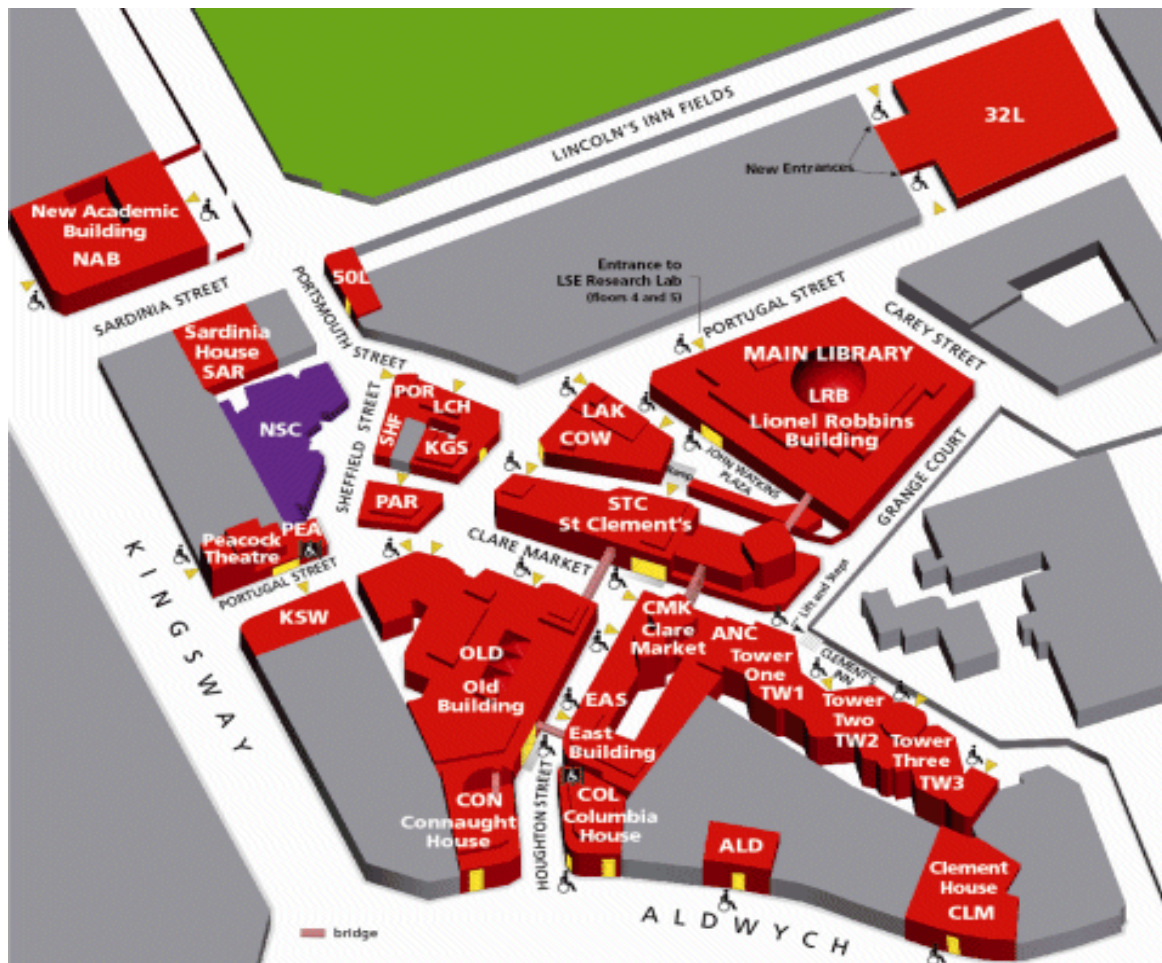 LINCOLN'S INN FIELDS
32L
New Entrances
New Academic
Building
NAB
SARDINIA STREET
50L
PORTSMOUTH STREET
Entrance to
LSE Research Lab
(floors 4 and 5)
PORTUGAL STREET
CAREY STREET
Sardinia
House
SAR
MAIN LIBRARY
LRB
Lionel Robbins
Building
NSC
SHEFFIELD STREET
POR
LCH
SHF
KGS
LAK
COW
JOHN WATKINS
PLAZA
GRANGE COURT
PAR
STC
St Clement's
CLARE MARKET
PEA
Peacock
Theatre
PORTUGAL STREET
KINGSWAY
KSW
Lift and Steps
CMK
Clare
Market
ANC
Tower
One
TW1
CLEMENT'S
INN
OLD
Old
Building
EAS
East
Building
Tower
Two
TW2
Tower
Three
TW3
CON
Connaught
House
HOUGHTON STREET
COL
Columbia
House
ALD
Clement
House
CLM
ALDWYCH
bridge